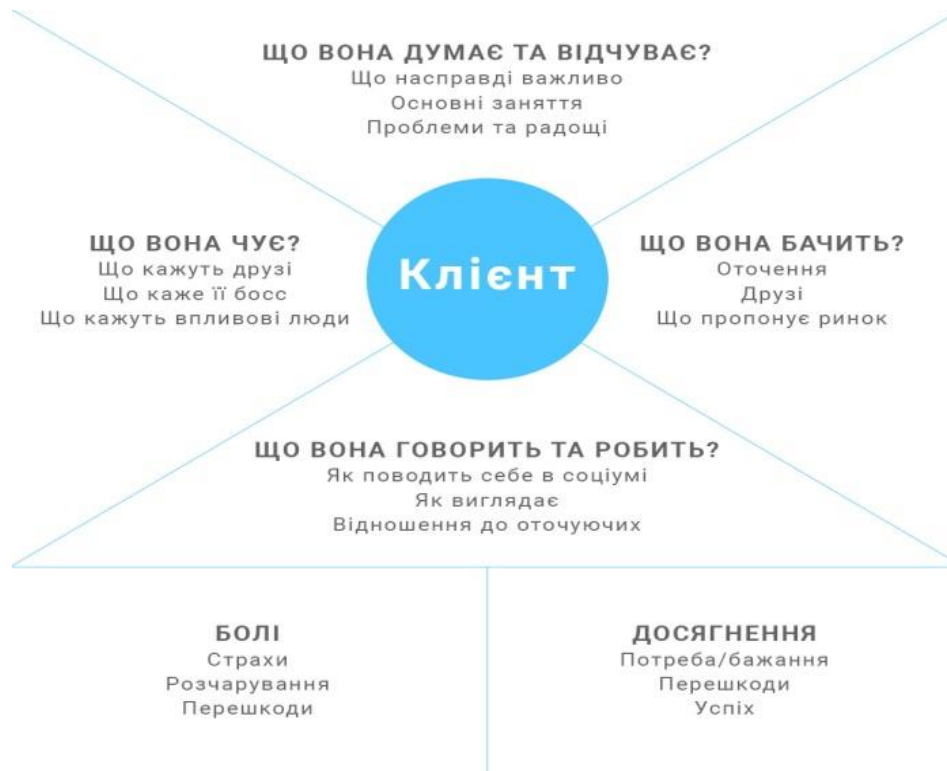 ЩО ВОНА ДУМАЄ ТА ВІДЧУВАЄ?
Що насправді важливо
Основні заняття
Проблеми та радощі
ЩО ВОНА ЧУЄ?
Що кажуть друзі
Що каже її босс
Що кажуть впливові люди
Клієнт
ЩО ВОНА БАЧИТЬ?
Оточення
Друзі
Що пропонує ринок
ЩО ВОНА ГОВОРИТЬ ТА РОБИТЬ?
Як поводить себе в соціумі
Як виглядає
Відношення до оточуючих
БОЛІ
Страхи
Розчарування
Перешкоди
ДОСЯГНЕННЯ
Потреба/бажання
Перешкоди
Успіх